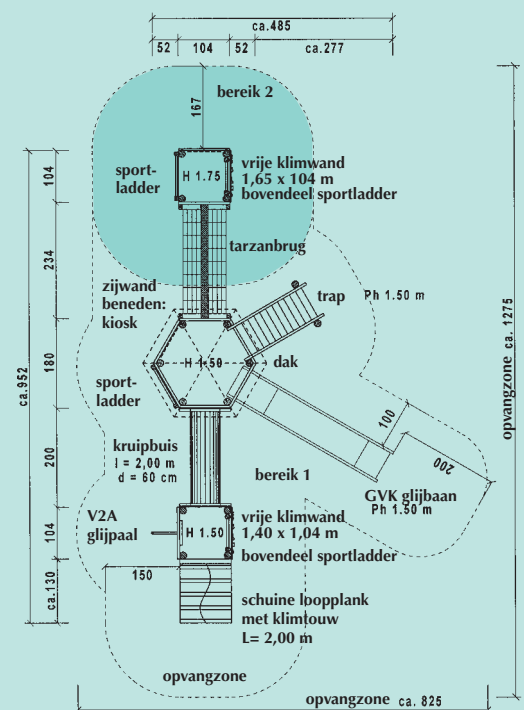 ca.485
52
104
52
ca.277
167
bereik 2
104
sport-
ladder
H 1.75
vrije klimwand
1,65 x 104 m
bovendeel sportladder
234
tarzanbrug
zijwand
beneden:
kiosk
trap
Ph 1.50 m
ca.952
180
H 1.50
dak
sport-
ladder
opvangzone ca. 1275
100
200
kruipbuis
l = 2,00 m
d = 60 cm
bereik 1
200
GVK glijbaan
Ph 1.50 m
V2A
glijpaal
104
H 1.50
vrije klimwand
1,40 x 1,04 m
bovendeel sportladder
ca.130
150
schuine loopplank
met klimtouw
L= 2,00 m
opvangzone
opvangzone ca. 825